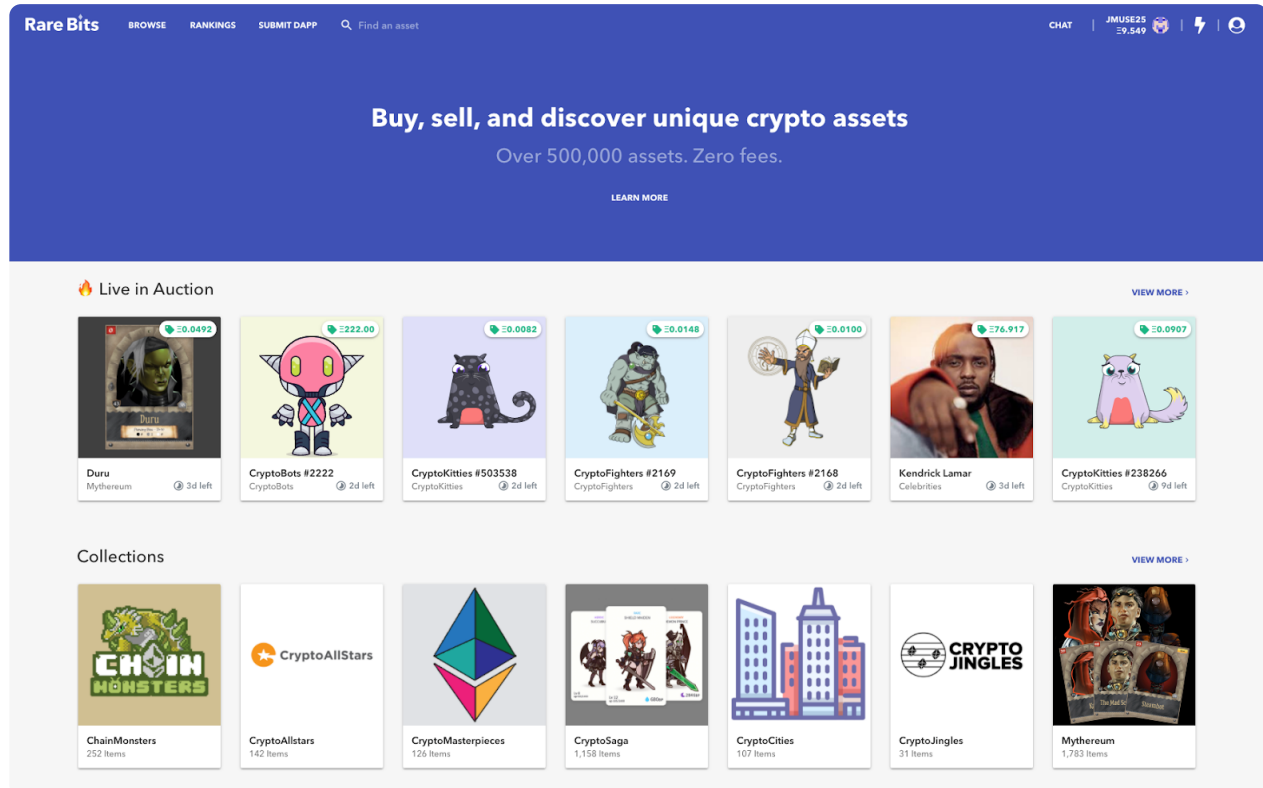 Rare Bits
BROWSE
RANKINGS
SUBMIT DAPP
Find an asset
CHAT
JMUSE25
Ξ9.549
Buy, sell, and discover unique crypto assets
Over 500,000 assets. Zero fees.
LEARN MORE
🔥 Live in Auction
VIEW MORE ›
Ξ0.0492
Duru
Duru
Mythereum
3d left
Ξ222.00
CryptoBots #2222
CryptoBots
2d left
Ξ0.0082
CryptoKitties #503538
CryptoKitties
2d left
Ξ0.0148
CryptoFighters #2169
CryptoFighters
2d left
Ξ0.0100
CryptoFighters #2168
CryptoFighters
2d left
Ξ76.917
Kendrick Lamar
Celebrities
3d left
Ξ0.0907
CryptoKitties #238266
CryptoKitties
9d left
Collections
VIEW MORE ›
CHAIN
MONSTERS
ChainMonsters
252 Items
CryptoAllStars
CryptoAllstars
142 Items
CryptoMasterpieces
126 Items
CryptoSaga
1,158 Items
CryptoCities
107 Items
CRYPTO
JINGLES
CryptoJingles
31 Items
Mythereum
1,783 Items